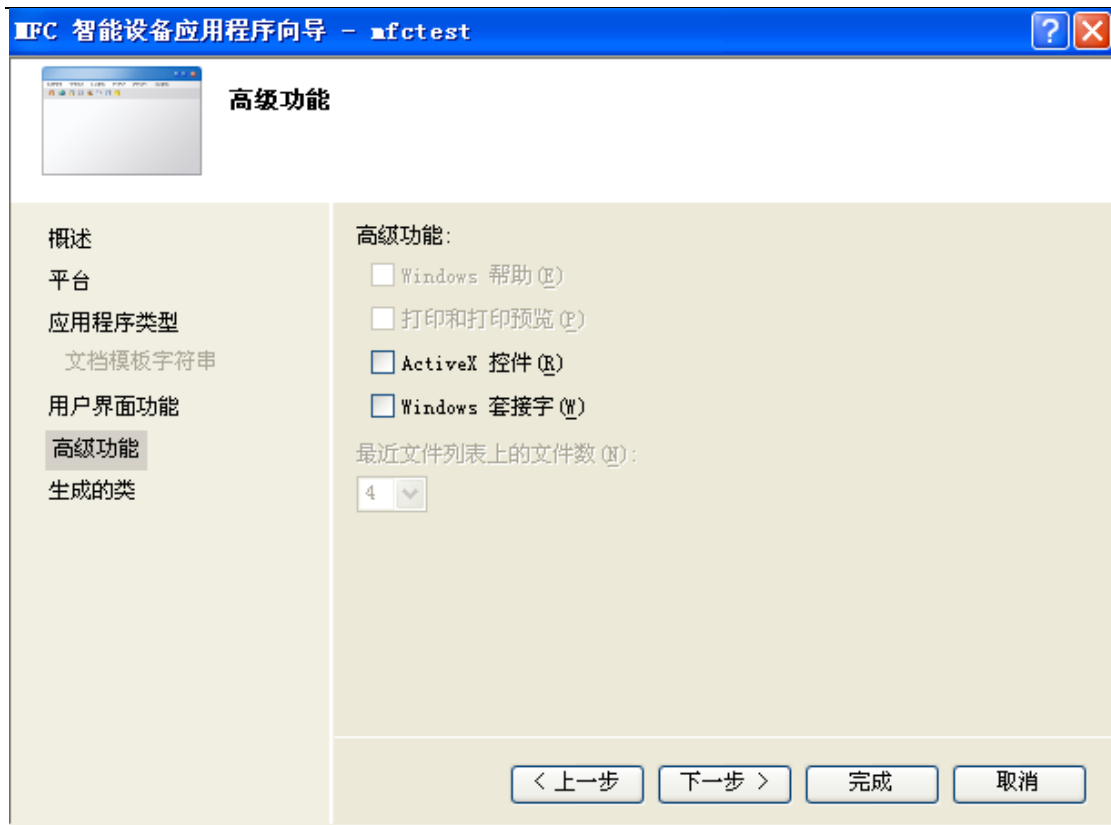 MFC 智能设备应用程序向导 - mfctest
高级功能
概述
平台
应用程序类型
文档模板字符串
用户界面功能
高级功能
生成的类
高级功能:
Windows 帮助(E)
打印和打印预览(P)
ActiveX 控件(R)
Windows 套接字(W)
最近文件列表上的文件数(N):
4
< 上一步
下一步 >
完成
取消